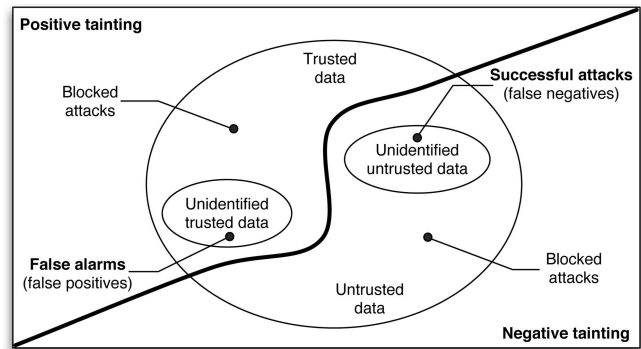 Positive tainting
Trusted
data
Blocked
attacks
Successful attacks
(false negatives)
Unidentified
untrusted data
Unidentified
trusted data
False alarms
(false positives)
Blocked
attacks
Untrusted
data
Negative tainting